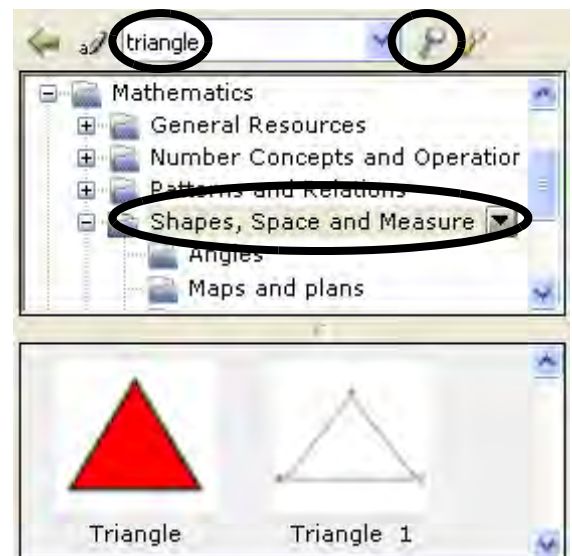 triangle
Mathematics
General Resources
Number Concepts and Operation
Patterns and Relations
Shapes, Space and Measure
Angles
Maps and plans
Triangle Triangle 1